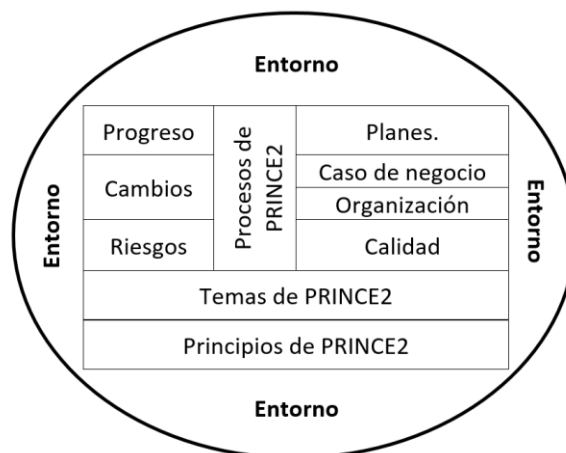 Entorno
Progreso
Cambios
Riesgos
Procesos de
PRINCE2
Planes.
Caso de negocio
Organización
Calidad
Entorno
Entorno
Temas de PRINCE2
Principios de PRINCE2
Entorno